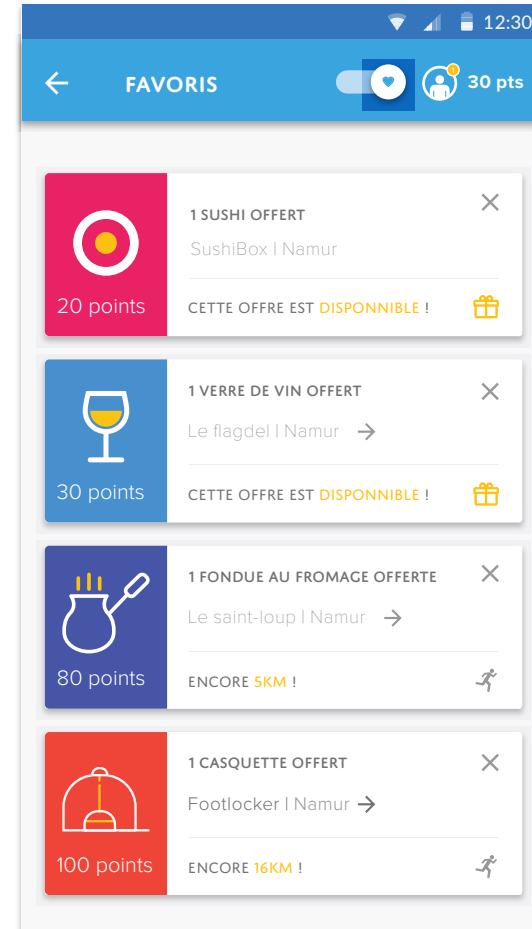 12:30
FAVORIS
30 pts
1 SUSHI OFFERT
SushiBox I Namur
20 points
CETTE OFFRE EST DISPONNIBLE !
1 VERRE DE VIN OFFERT
Le flagdel I Namur
30 points
CETTE OFFRE EST DISPONNIBLE !
1 FONDUE AU FROMAGE OFFERTE
Le saint-loup I Namur
80 points
ENCORE 5KM !
1 CASQUETTE OFFERT
Footlocker I Namur
100 points
ENCORE 16KM !